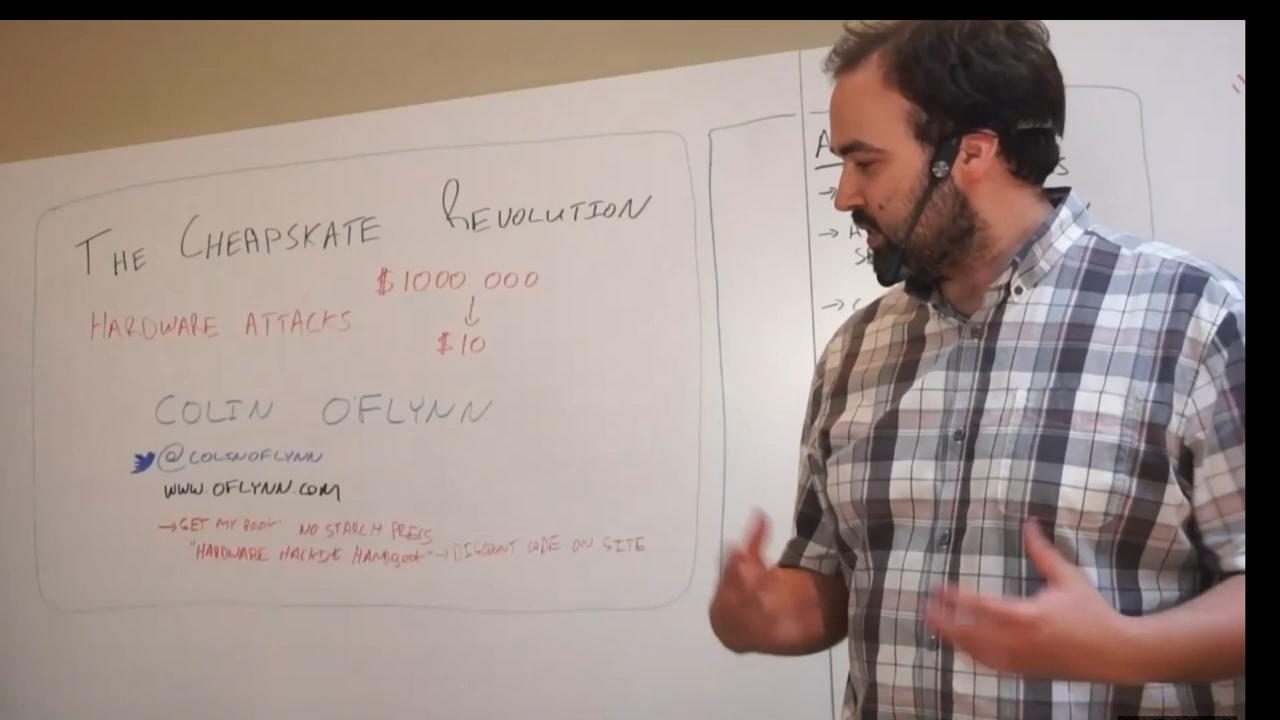 THE CHEAPSKATE REVOLUTION
HARDWARE ATTACKS
$1000 000
↓
$10
COLIN O'FLYNN
@COLINOFLYNN
WWW.OFLYNN.COM
→GET MY BOOK: NO STARCH PRESS
"HARDWARE HACKING HANDBOOK"→DISCOUNT CODE ON SITE